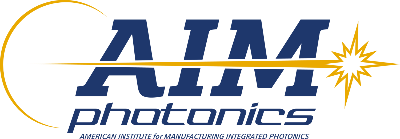 AIM
photonics
AMERICAN INSTITUTE for MANUFACTURING INTEGRATED PHOTONICS